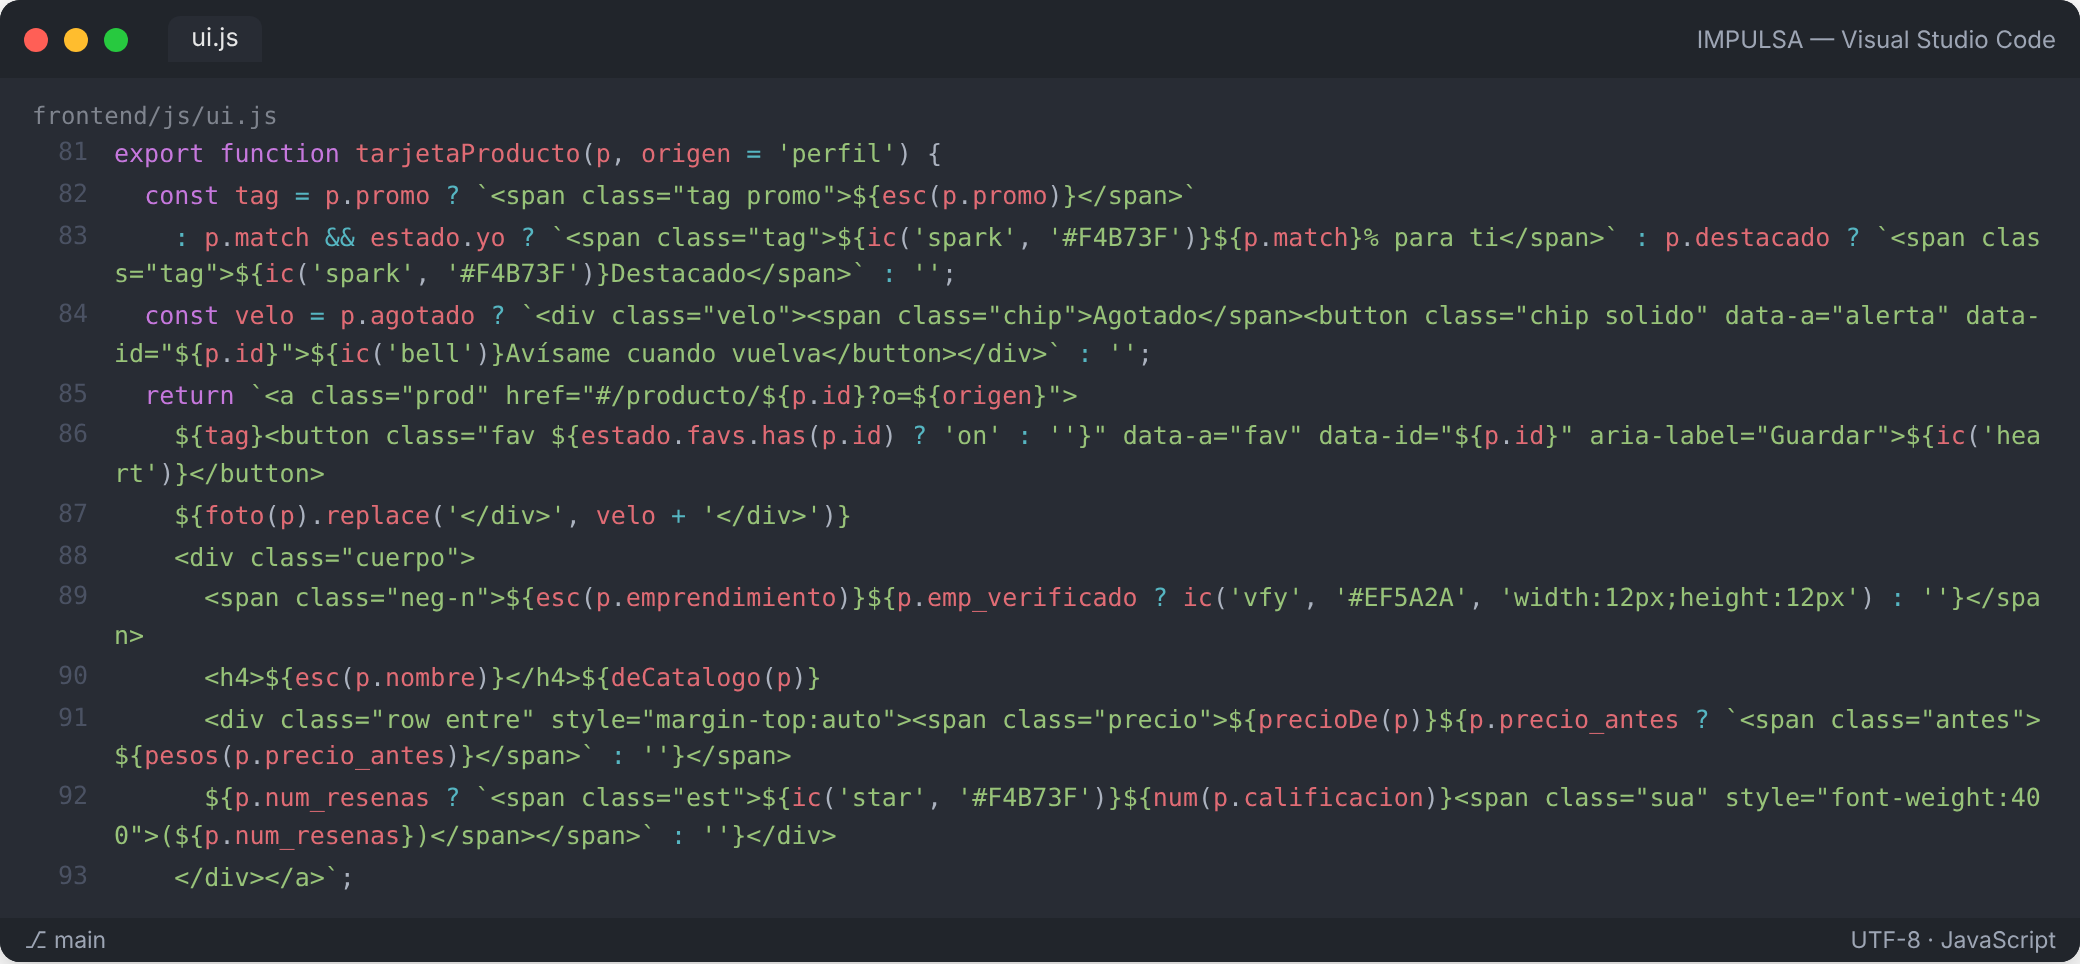 ui.js
IMPULSA — Visual Studio Code
frontend/js/ui.js
81 export function tarjetaProducto(p, origen = 'perfil') {
82   const tag = p.promo ? `<span class="tag promo">${esc(p.promo)}</span>`
83     : p.match && estado.yo ? `<span class="tag">${ic('spark', '#F4B73F')}${p.match}% para ti</span>` : p.destacado ? `<span clas
s="tag">${ic('spark', '#F4B73F')}Destacado</span>` : '';
84   const velo = p.agotado ? `<div class="velo"><span class="chip">Agotado</span><button class="chip solido" data-a="alerta" data-
id="${p.id}">${ic('bell')}Avísame cuando vuelva</button></div>` : '';
85   return `<a class="prod" href="#/producto/${p.id}?o=${origen}">
86     ${tag}<button class="fav ${estado.favs.has(p.id) ? 'on' : ''}" data-a="fav" data-id="${p.id}" aria-label="Guardar">${ic('hea
rt')}</button>
87     ${foto(p).replace('</div>', velo + '</div>')}
88     <div class="cuerpo">
89       <span class="neg-n">${esc(p.emprendimiento)}${p.emp_verificado ? ic('vfy', '#EF5A2A', 'width:12px;height:12px') : ''}</spa
n>
90       <h4>${esc(p.nombre)}</h4>${deCatalogo(p)}
91       <div class="row entre" style="margin-top:auto"><span class="precio">${precioDe(p)}${p.precio_antes ? `<span class="antes">
${pesos(p.precio_antes)}</span>` : ''}</span>
92       ${p.num_resenas ? `<span class="est">${ic('star', '#F4B73F')}${num(p.calificacion)}<span class="sua" style="font-weight:40
0">(${p.num_resenas})</span></span>` : ''}</div>
93     </div></a>`;
⎇ main
UTF-8 · JavaScript